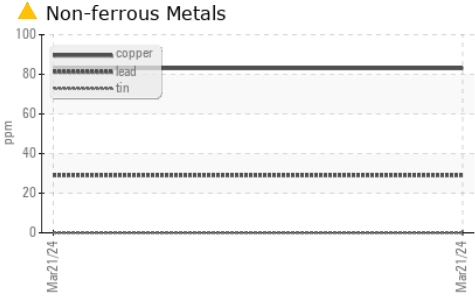 Non-ferrous Metals
100
copper
80
lead
tin
60
ppm
40
20
0
Mar21/24
Mar21/24